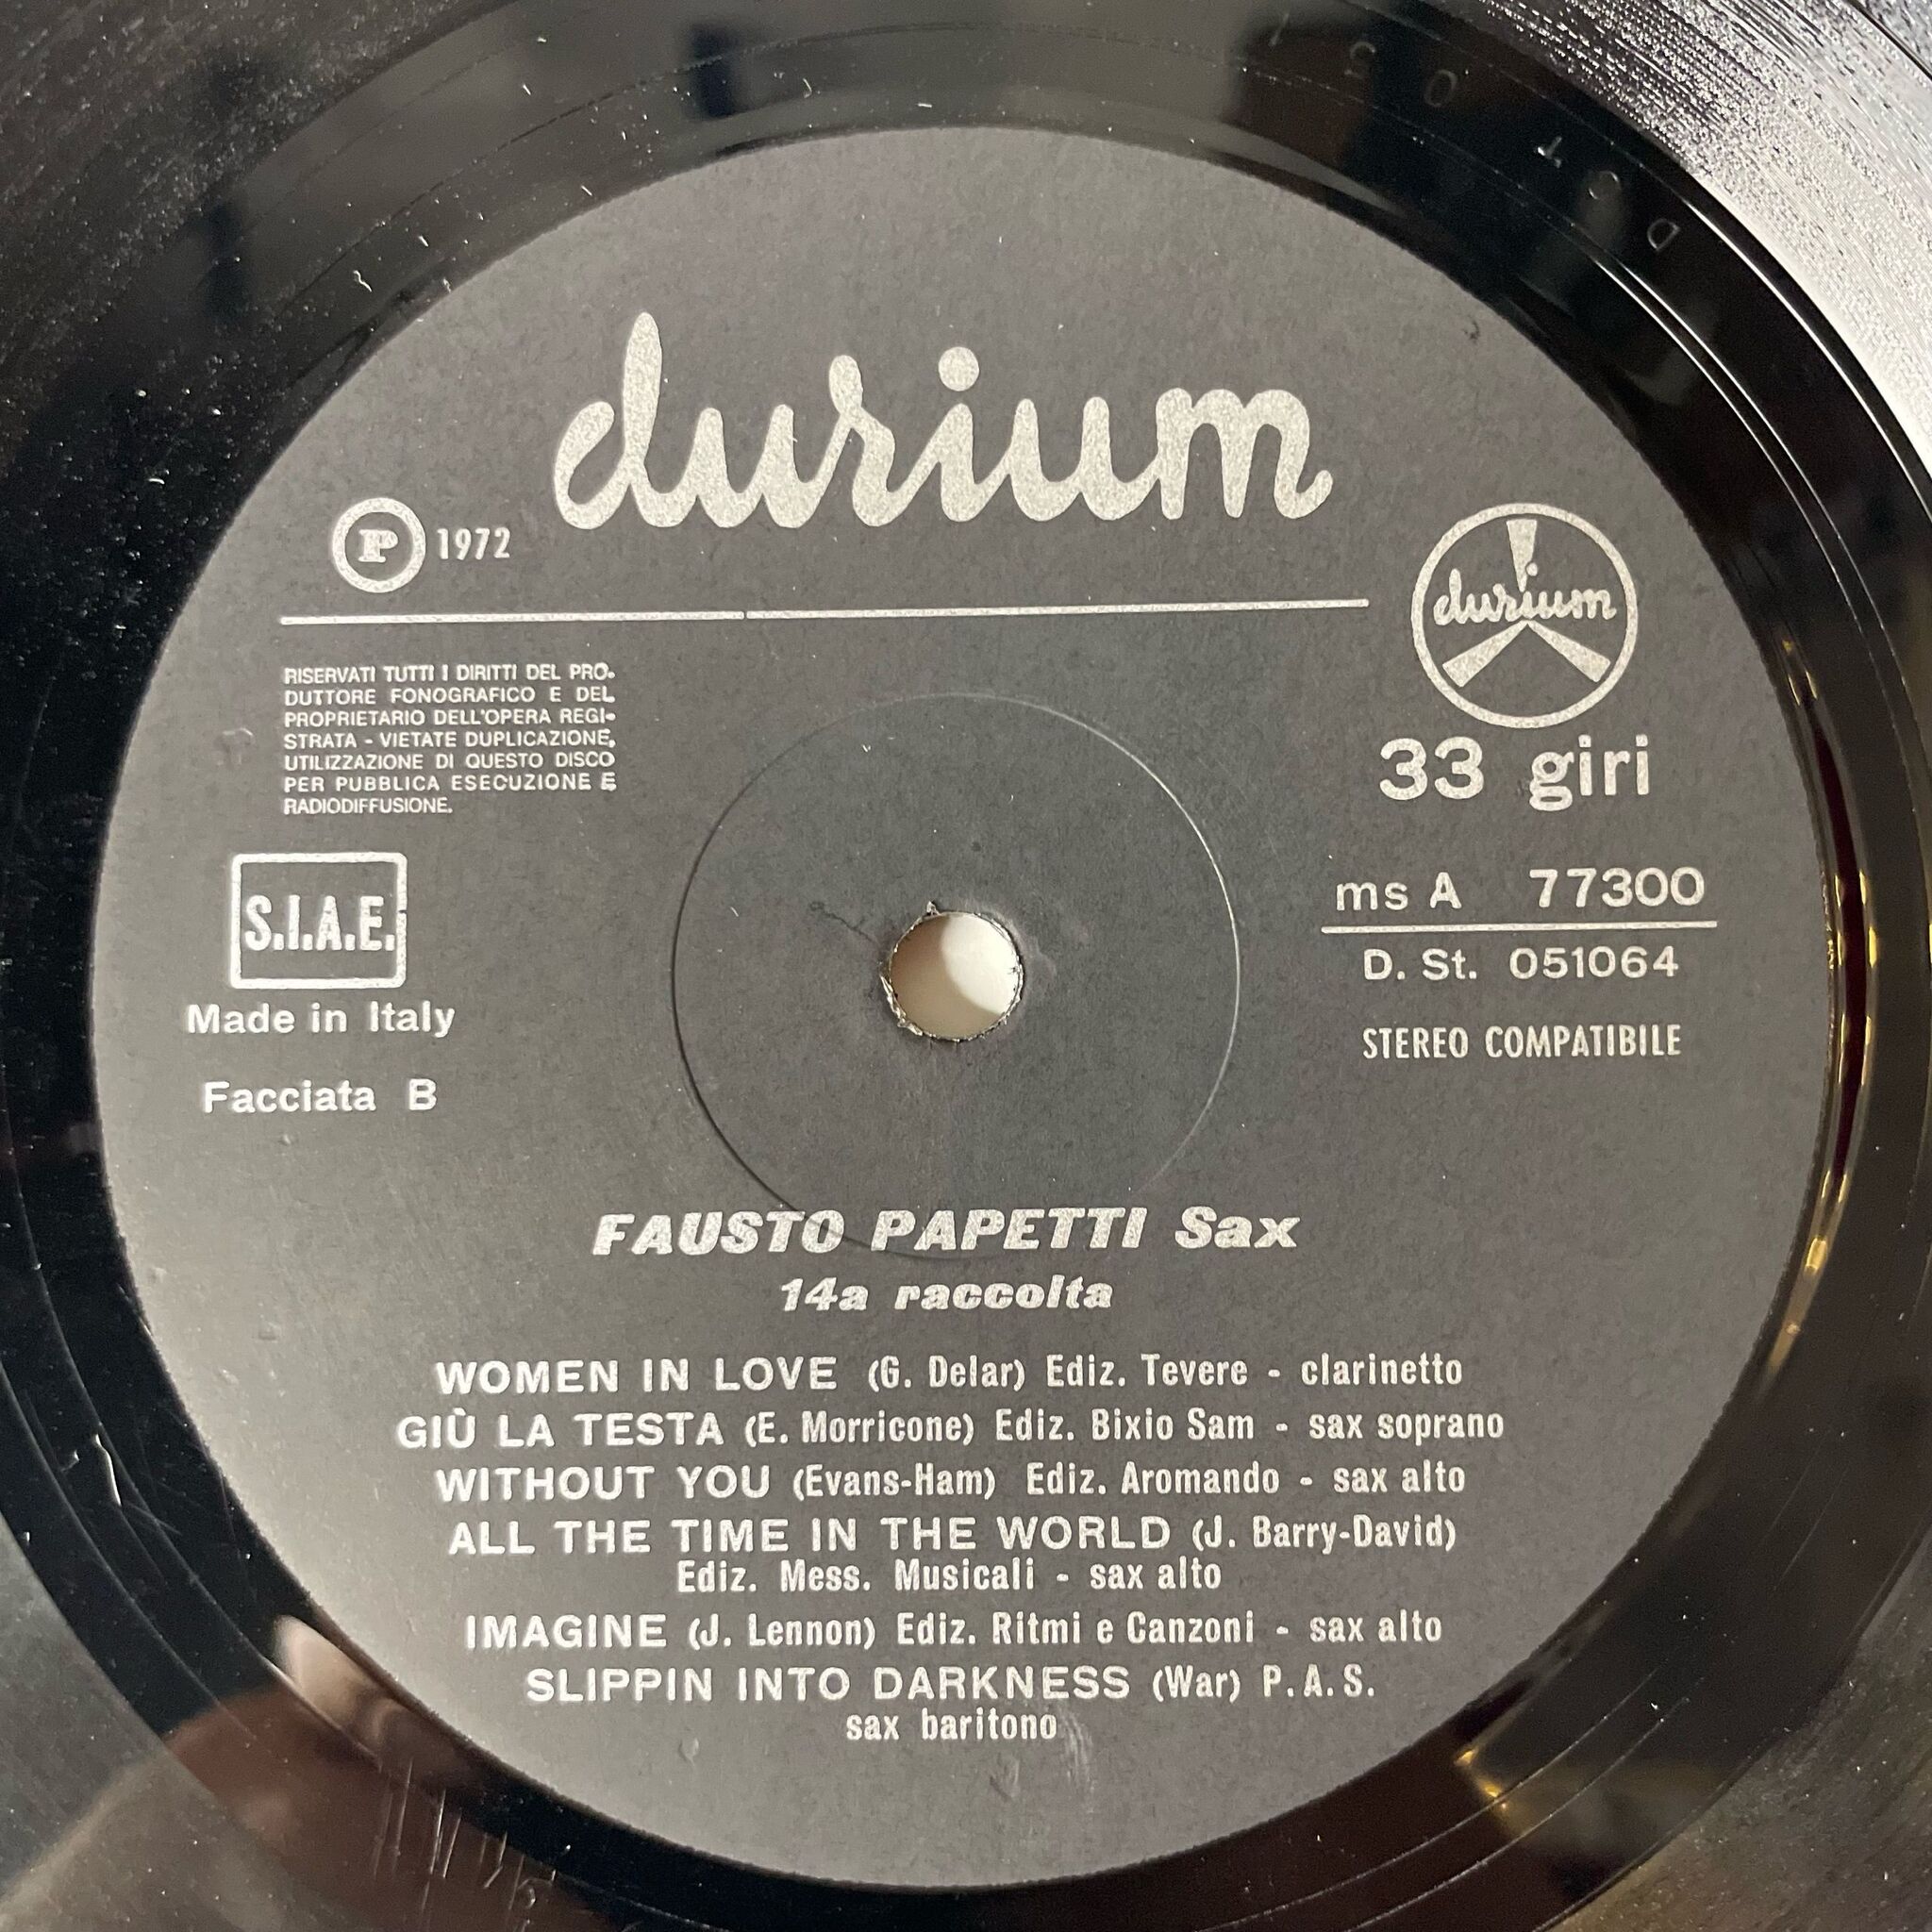 durium
P 1972
durium
RISERVATI TUTTI I DIRITTI DEL PRO-
DUTTORE FONOGRAFICO E DEL
PROPRIETARIO DELL'OPERA REGI-
STRATA - VIETATE DUPLICAZIONE,
UTILIZZAZIONE DI QUESTO DISCO
PER PUBBLICA ESECUZIONE E
RADIODIFFUSIONE.
33 giri
S.I.A.E.
ms A 77300
D. St. 051064
Made in Italy
STEREO COMPATIBILE
Facciata B
FAUSTO PAPETTI Sax
14a raccolta
WOMEN IN LOVE (G. Delar) Ediz. Tevere - clarinetto
GIÙ LA TESTA (E. Morricone) Ediz. Bixio Sam - sax soprano
WITHOUT YOU (Evans-Ham) Ediz. Aromando - sax alto
ALL THE TIME IN THE WORLD (J. Barry-David)
Ediz. Mess. Musicali - sax alto
IMAGINE (J. Lennon) Ediz. Ritmi e Canzoni - sax alto
SLIPPIN INTO DARKNESS (War) P.A.S.
sax baritono